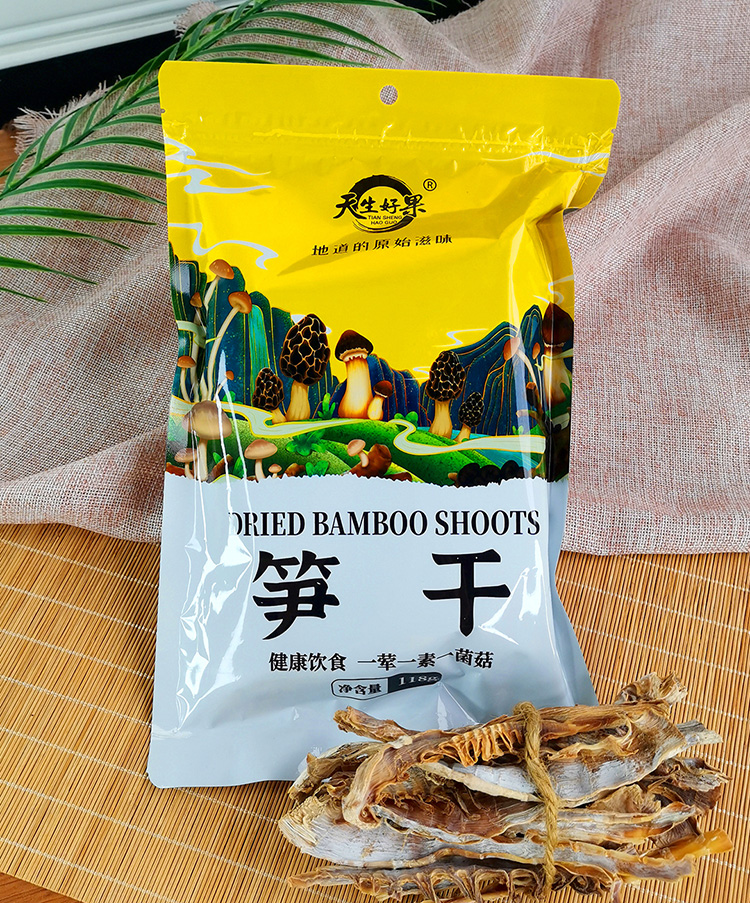 天生好果 ®
TIAN SHENG
HAO GUO
地道的原始滋味
DRIED BAMBOO SHOOTS
笋干
健康饮食 一荤一素一菌菇
净含量 118g